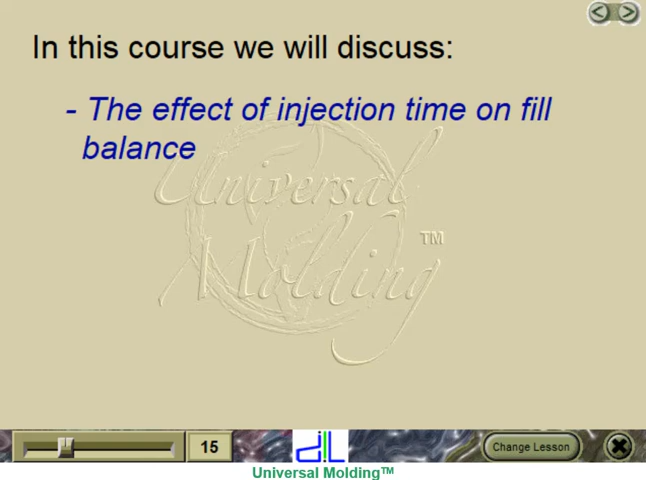 In this course we will discuss:
- The effect of injection time on fill
balance
Universal
Molding
TM
15
dL
Change Lesson
Universal Molding™